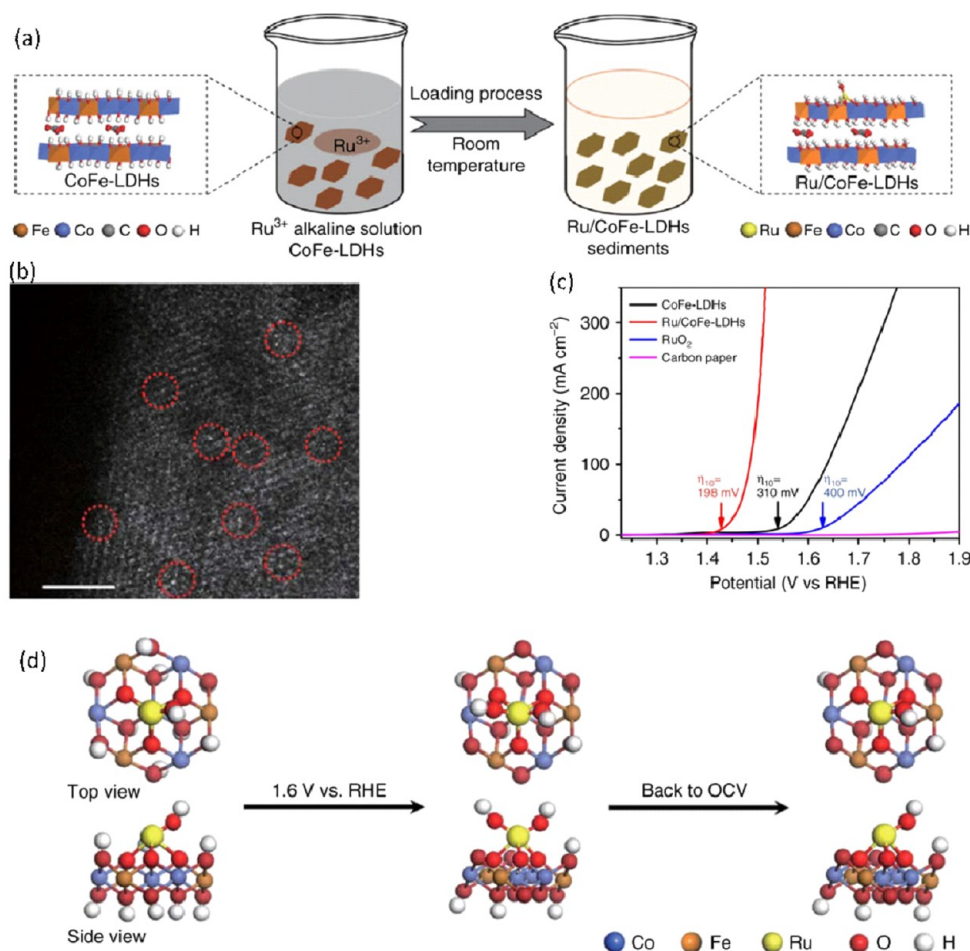 (a)
Loading process
Room
temperature
Ru³⁺
CoFe-LDHs
Ru/CoFe-LDHs
Fe Co C O H
Ru³⁺ alkaline solution
CoFe-LDHs
Ru/CoFe-LDHs
sediments
Ru Fe Co C O H
(b)
(c)
CoFe-LDHs
Ru/CoFe-LDHs
RuO₂
Carbon paper
Current density (mA cm⁻²)
300
200
100
0
η₁₀=
198 mV
η₁₀=
310 mV
η₁₀=
400 mV
1.3 1.4 1.5 1.6 1.7 1.8 1.9
Potential (V vs RHE)
(d)
Top view
1.6 V vs. RHE
Back to OCV
Side view
Co Fe Ru O H